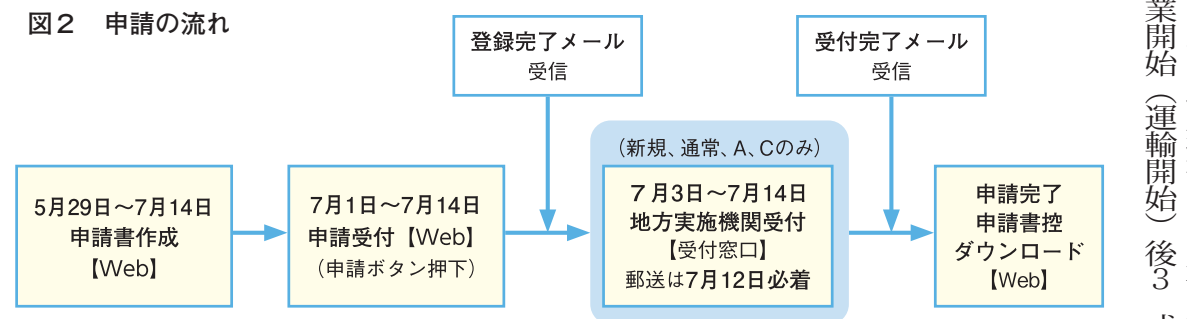 図2　申請の流れ
登録完了メール
受信
受付完了メール
受信
5月29日〜7月14日
申請書作成
【Web】
7月1日〜7月14日
申請受付【Web】
（申請ボタン押下）
（新規、通常、A、Cのみ）
７月3日〜7月14日
地方実施機関受付
【受付窓口】
郵送は7月12日必着
申請完了
申請書控
ダウンロード
【Web】
業開始（運輸開始）後３